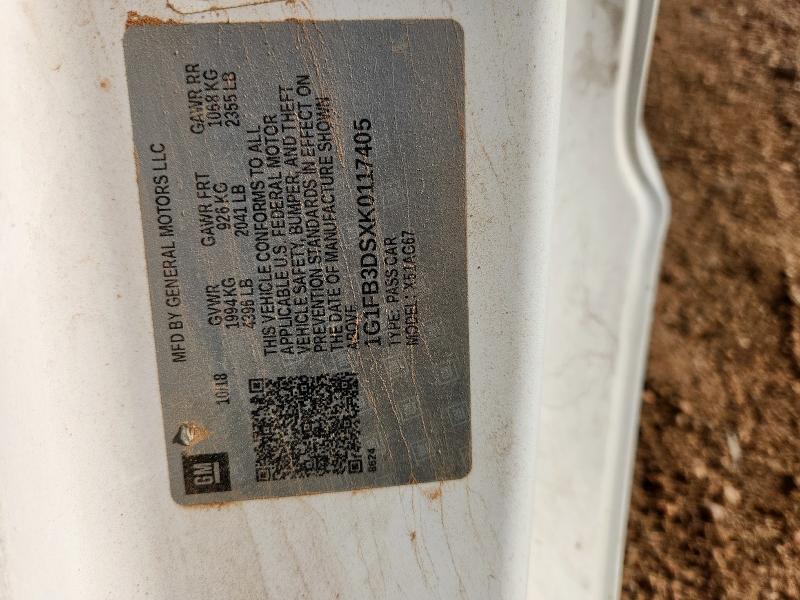 GM
MFD BY GENERAL MOTORS LLC
10/18
GVWR
1994 KG
4396 LB
GAWR FRT
926 KG
2041 LB
GAWR RR
1068 KG
2355 LB
THIS VEHICLE CONFORMS TO ALL
APPLICABLE U.S. FEDERAL MOTOR
VEHICLE SAFETY, BUMPER, AND THEFT
PREVENTION STANDARDS IN EFFECT ON
THE DATE OF MANUFACTURE SHOWN
ABOVE.
1G1FB3DSXK0117405
TYPE: PASS CAR
MODEL:
8624